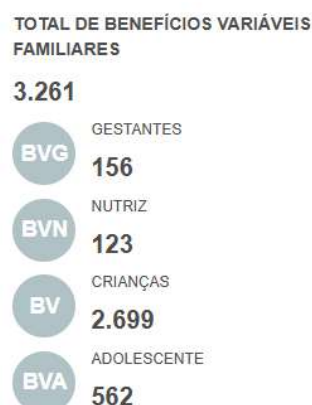 TOTAL DE BENEFÍCIOS VARIÁVEIS
FAMILIARES
3.261
GESTANTES
BVG
156
NUTRIZ
BVN
123
CRIANÇAS
BV
2.699
ADOLESCENTE
BVA
562